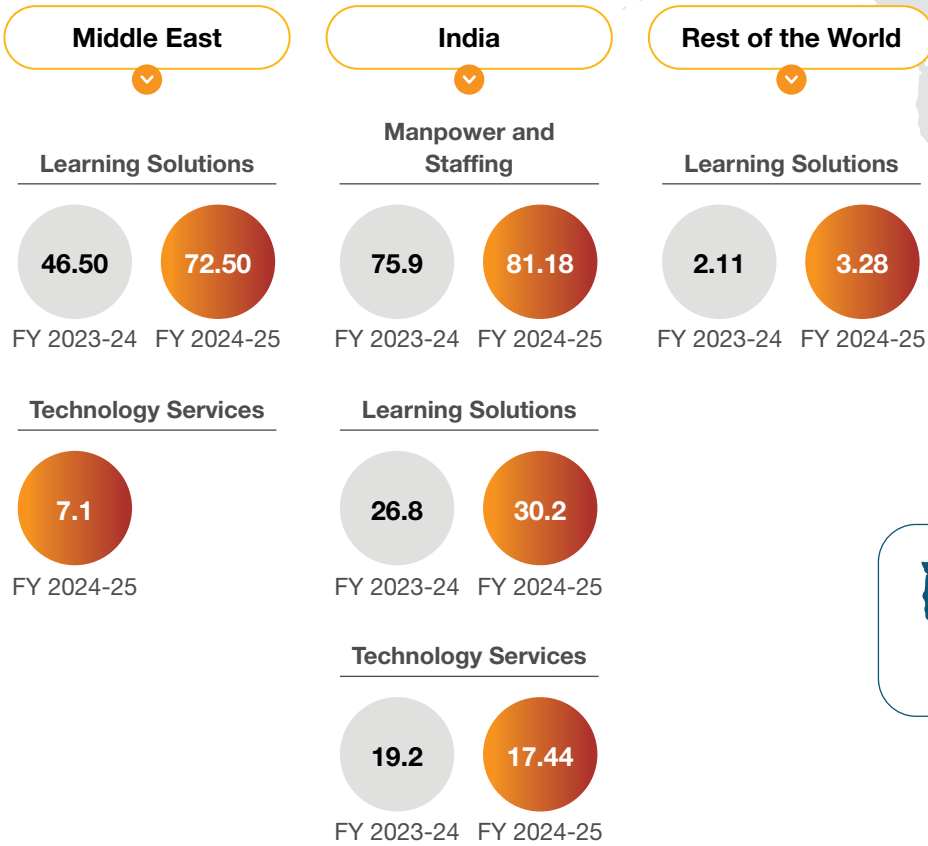 Middle East
Learning Solutions
46.50
72.50
FY 2023-24
FY 2024-25
Technology Services
7.1
FY 2024-25
India
Manpower and
Staffing
75.9
81.18
FY 2023-24
FY 2024-25
Learning Solutions
26.8
30.2
FY 2023-24
FY 2024-25
Technology Services
19.2
17.44
FY 2023-24
FY 2024-25
Rest of the World
Learning Solutions
2.11
3.28
FY 2023-24
FY 2024-25